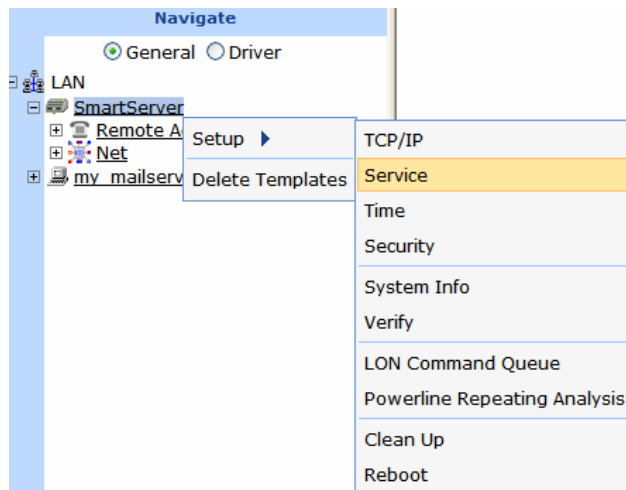 Navigate
General Driver
LAN
SmartServer
Remote A
Net
my_mailserv
Setup
Delete Templates
TCP/IP
Service
Time
Security
System Info
Verify
LON Command Queue
Powerline Repeating Analysis
Clean Up
Reboot